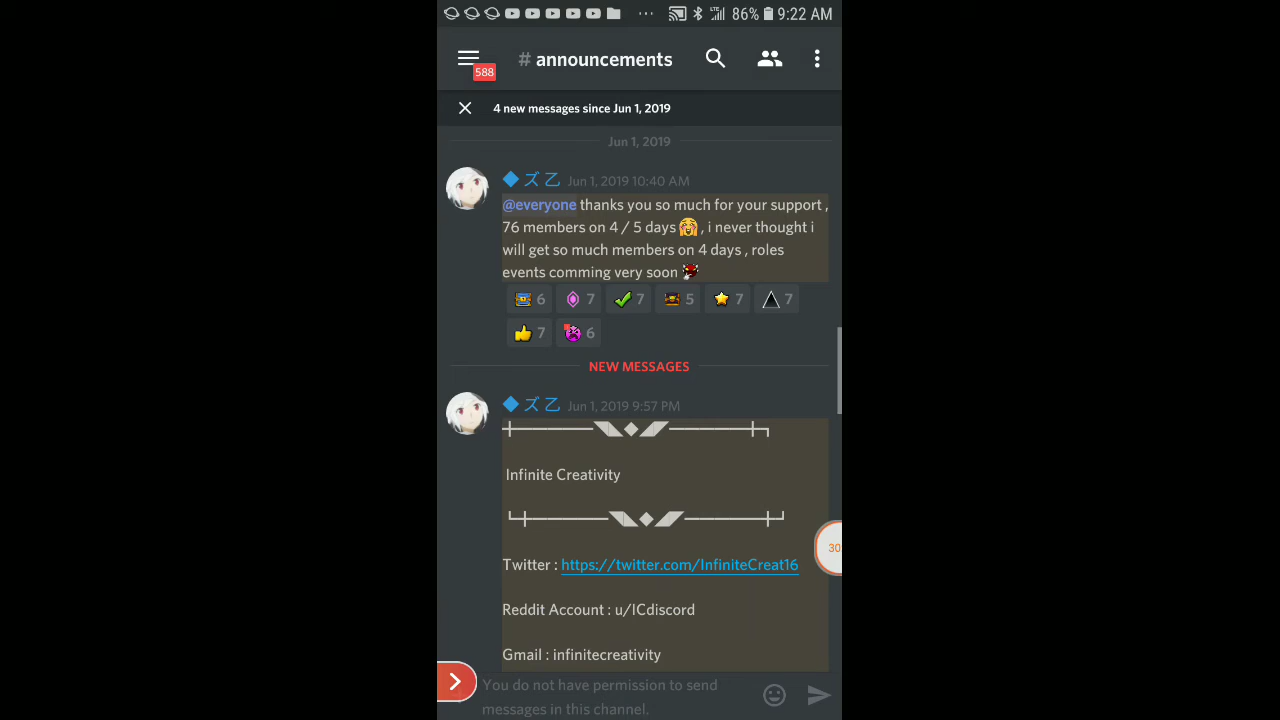 86% 9:22 AM
588
# announcements
4 new messages since Jun 1, 2019
Jun 1, 2019
ズ乙 Jun 1, 2019 10:40 AM
@everyone thanks you so much for your support ,
76 members on 4 / 5 days , i never thought i
will get so much members on 4 days , roles
events comming very soon
6 7 7 5 7 7
7 6
NEW MESSAGES
ズ乙 Jun 1, 2019 9:57 PM
Infinite Creativity
Twitter : https://twitter.com/InfiniteCreat16
30
Reddit Account : u/ICdiscord
Gmail : infinitecreativity
You do not have permission to send
messages in this channel.